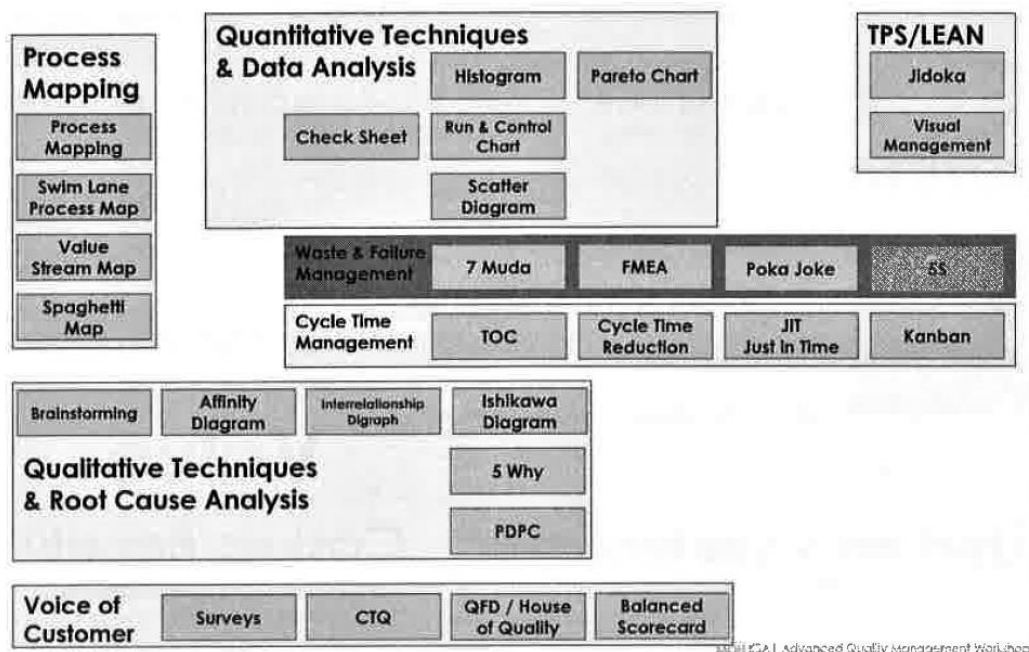 Process
Mapping
Process
Mapping
Swim Lane
Process Map
Value
Stream Map
Spaghetti
Map
Quantitative Techniques
& Data Analysis
Histogram
Pareto Chart
Check Sheet
Run & Control
Chart
Scatter
Diagram
TPS/LEAN
Jidoka
Visual
Management
Waste & Failure
Management
7 Muda
FMEA
Poka Joke
5S
Cycle Time
Management
TOC
Cycle Time
Reduction
JIT
Just In Time
Kanban
Brainstorming
Affinity
Diagram
Interrelationship
Digraph
Ishikawa
Diagram
Qualitative Techniques
& Root Cause Analysis
5 Why
PDPC
Voice of
Customer
Surveys
CTQ
QFD / House
of Quality
Balanced
Scorecard
Advanced Quality Management Workshop